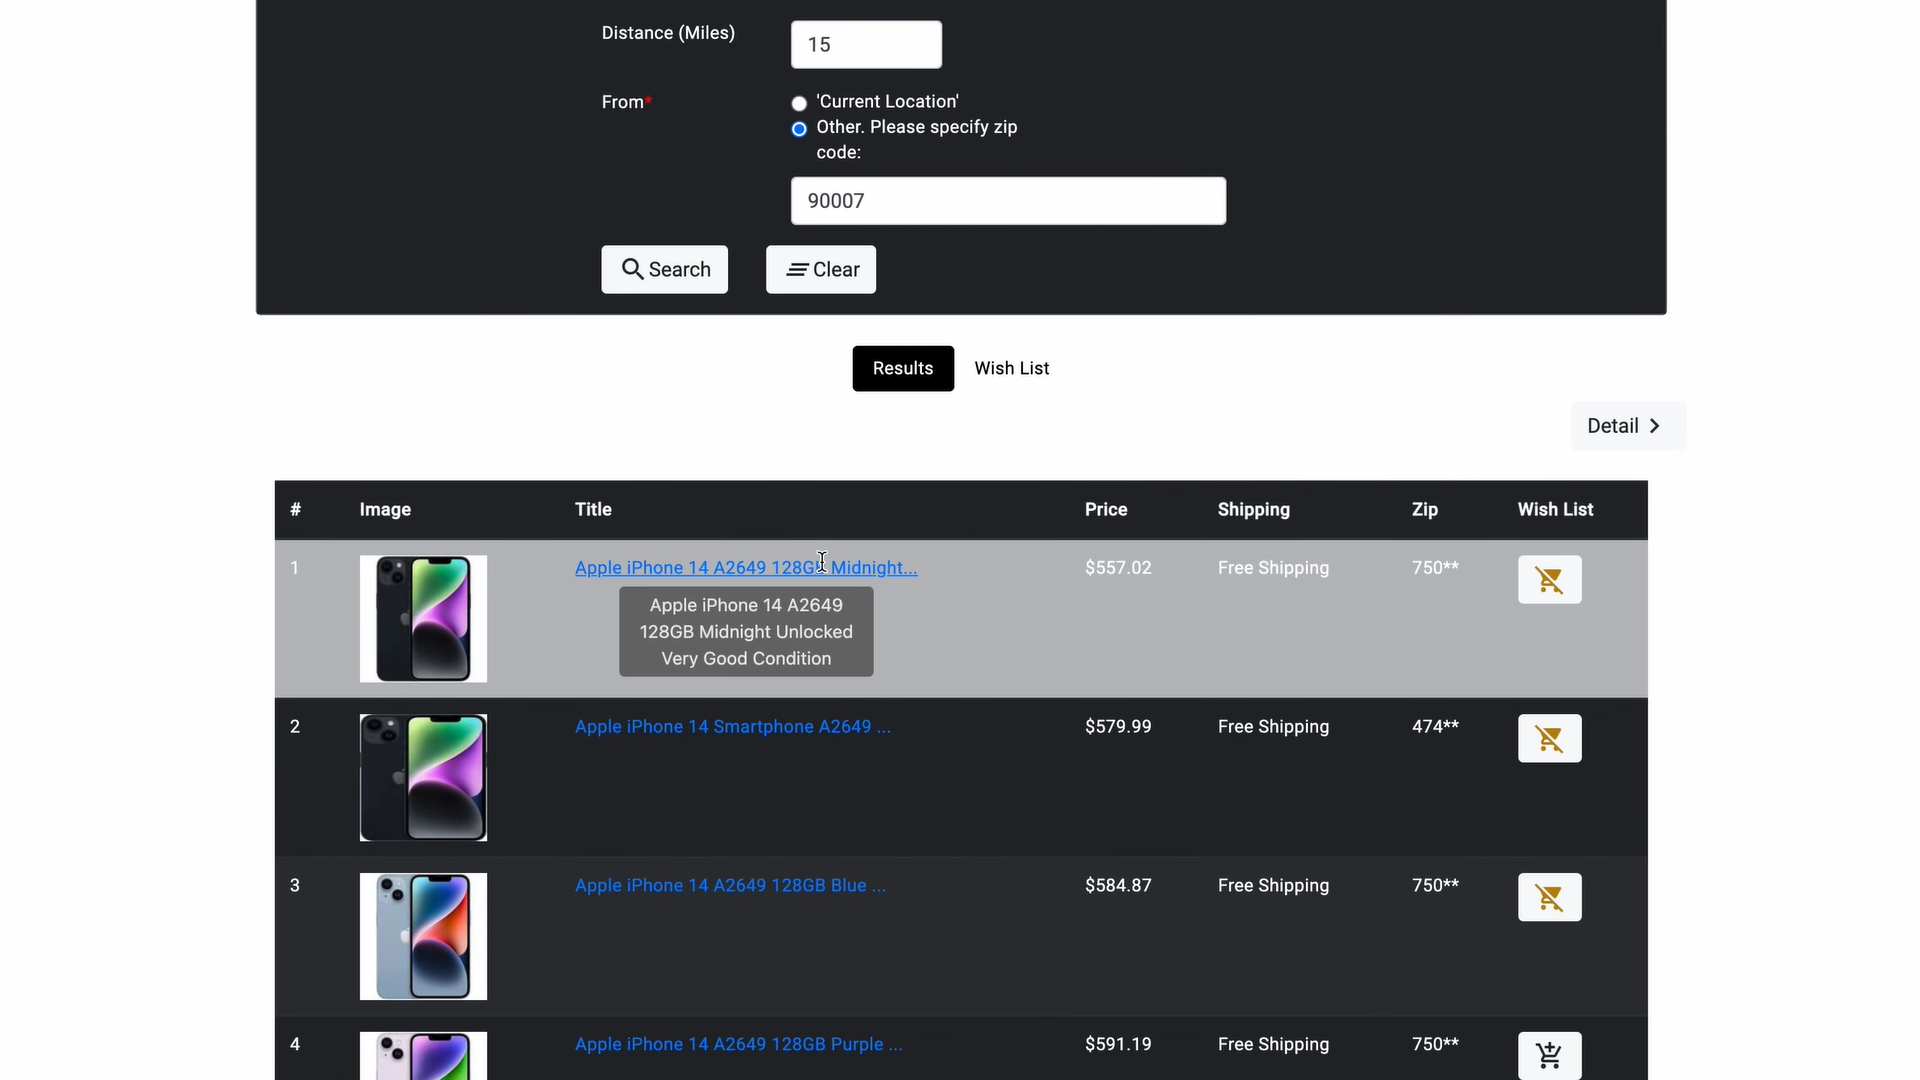 Distance (Miles)
15
From*
'Current Location'
Other. Please specify zip
code:
90007
Search
Clear
Results
Wish List
Detail
# Image Title Price Shipping Zip Wish List
1 Apple iPhone 14 A2649 128GB Midnight... $557.02 Free Shipping 750**
Apple iPhone 14 A2649
128GB Midnight Unlocked
Very Good Condition
2 Apple iPhone 14 Smartphone A2649 ... $579.99 Free Shipping 474**
3 Apple iPhone 14 A2649 128GB Blue ... $584.87 Free Shipping 750**
4 Apple iPhone 14 A2649 128GB Purple ... $591.19 Free Shipping 750**